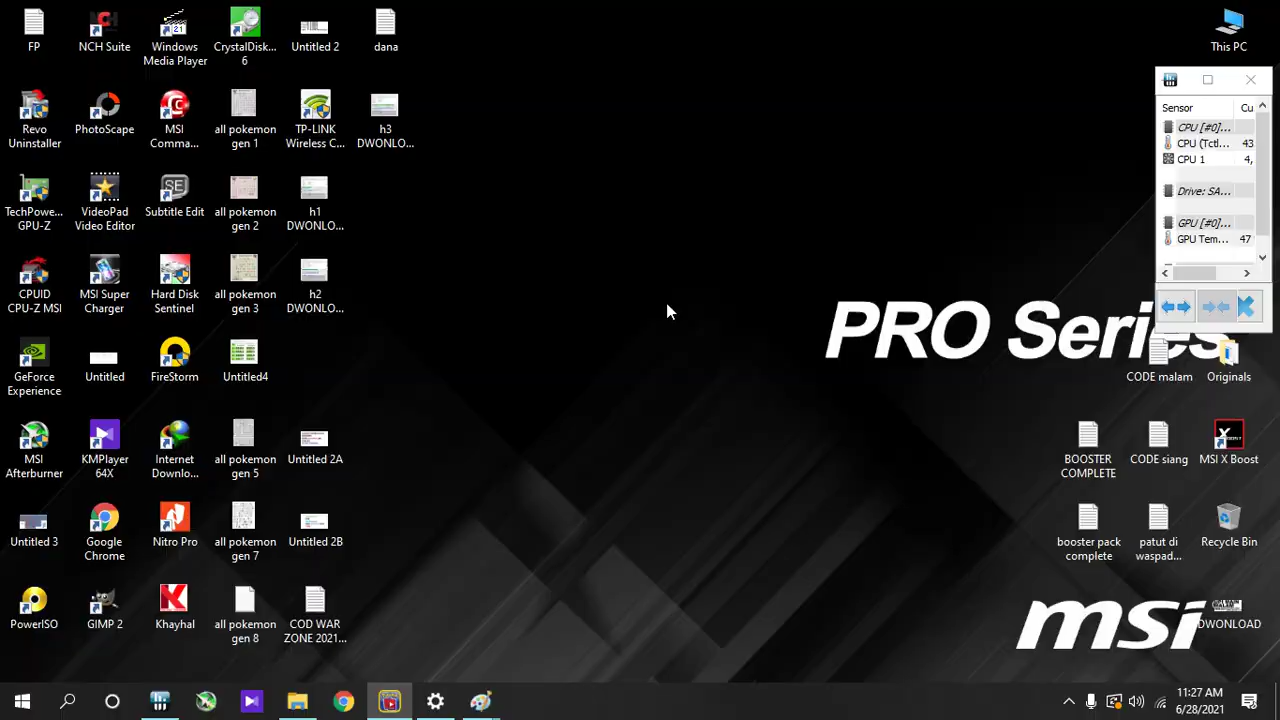 FP
NCH Suite
Windows
Media Player
CrystalDisk...
6
Untitled 2
dana
This PC
Revo
Uninstaller
PhotoScape
MSI
Comma...
all pokemon
gen 1
TP-LINK
Wireless C...
h3
DWONLO...
Sensor
Cu
CPU [#0]...
CPU (Tctl...
43
CPU 1
4,
Drive: SA...
GPU [#0]...
GPU Tem...
47
TechPowe...
GPU-Z
VideoPad
Video Editor
Subtitle Edit
all pokemon
gen 2
h1
DWONLO...
CPUID
CPU-Z MSI
MSI Super
Charger
Hard Disk
Sentinel
all pokemon
gen 3
h2
DWONLO...
PRO Series
GeForce
Experience
Untitled
FireStorm
Untitled4
CODE malam
Originals
MSI
Afterburner
KMPlayer
64X
Internet
Downlo...
all pokemon
gen 5
Untitled 2A
BOOSTER
COMPLETE
CODE siang
MSI X Boost
Untitled 3
Google
Chrome
Nitro Pro
all pokemon
gen 7
Untitled 2B
booster pack
complete
patut di
waspad...
Recycle Bin
PowerISO
GIMP 2
Khayhal
all pokemon
gen 8
COD WAR
ZONE 2021...
msi
DWONLOAD
11:27 AM
6/28/2021